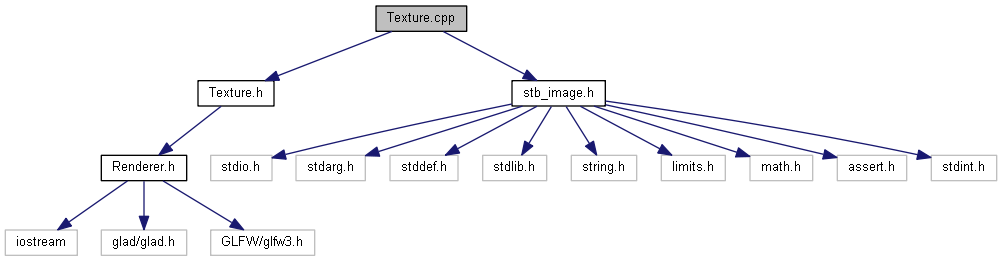 Texture.cpp
Texture.h
stb_image.h
Renderer.h
stdio.h
stdarg.h
stddef.h
stdlib.h
string.h
limits.h
math.h
assert.h
stdint.h
iostream
glad/glad.h
GLFW/glfw3.h